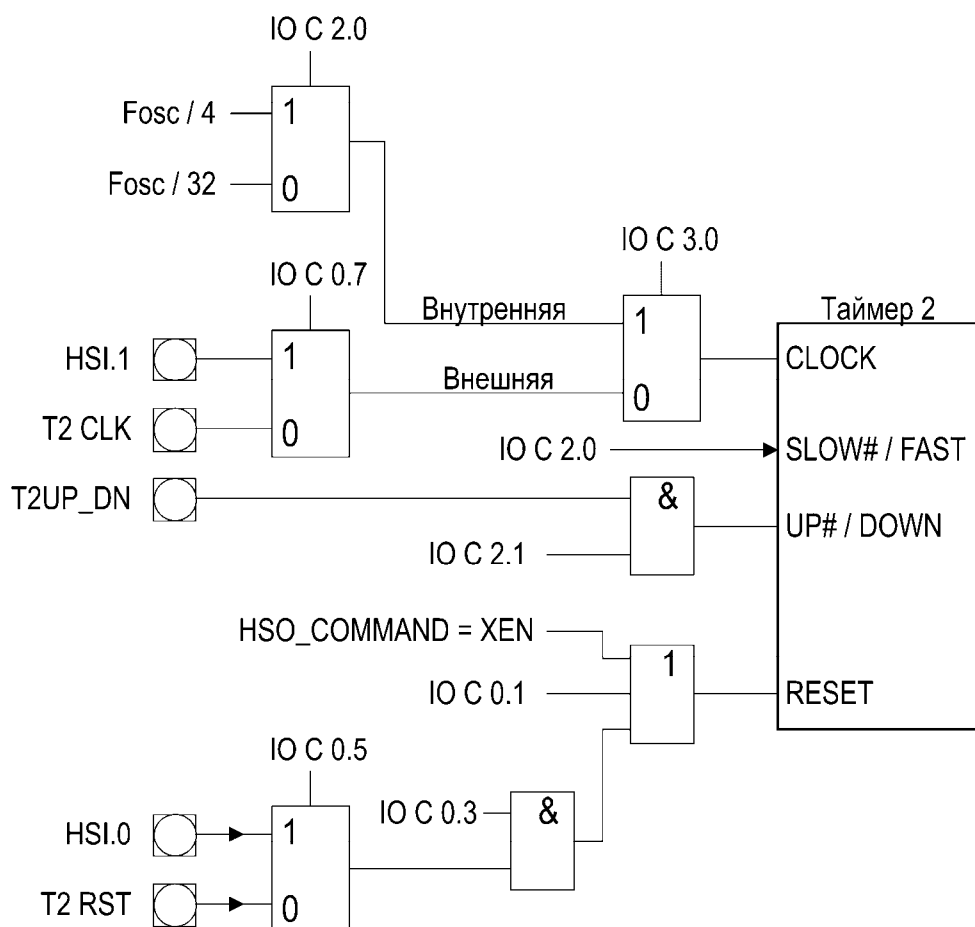 IO C 2.0
Fosc / 4
1
Fosc / 32
0
IO C 3.0
IO C 0.7
Внутренняя
1
Таймер 2
HSI.1
1
CLOCK
Внешняя
0
T2 CLK
0
IO C 2.0
SLOW# / FAST
T2UP_DN
&
UP# / DOWN
IO C 2.1
HSO_COMMAND = XEN
1
IO C 0.1
RESET
IO C 0.5
IO C 0.3
&
HSI.0
1
T2 RST
0